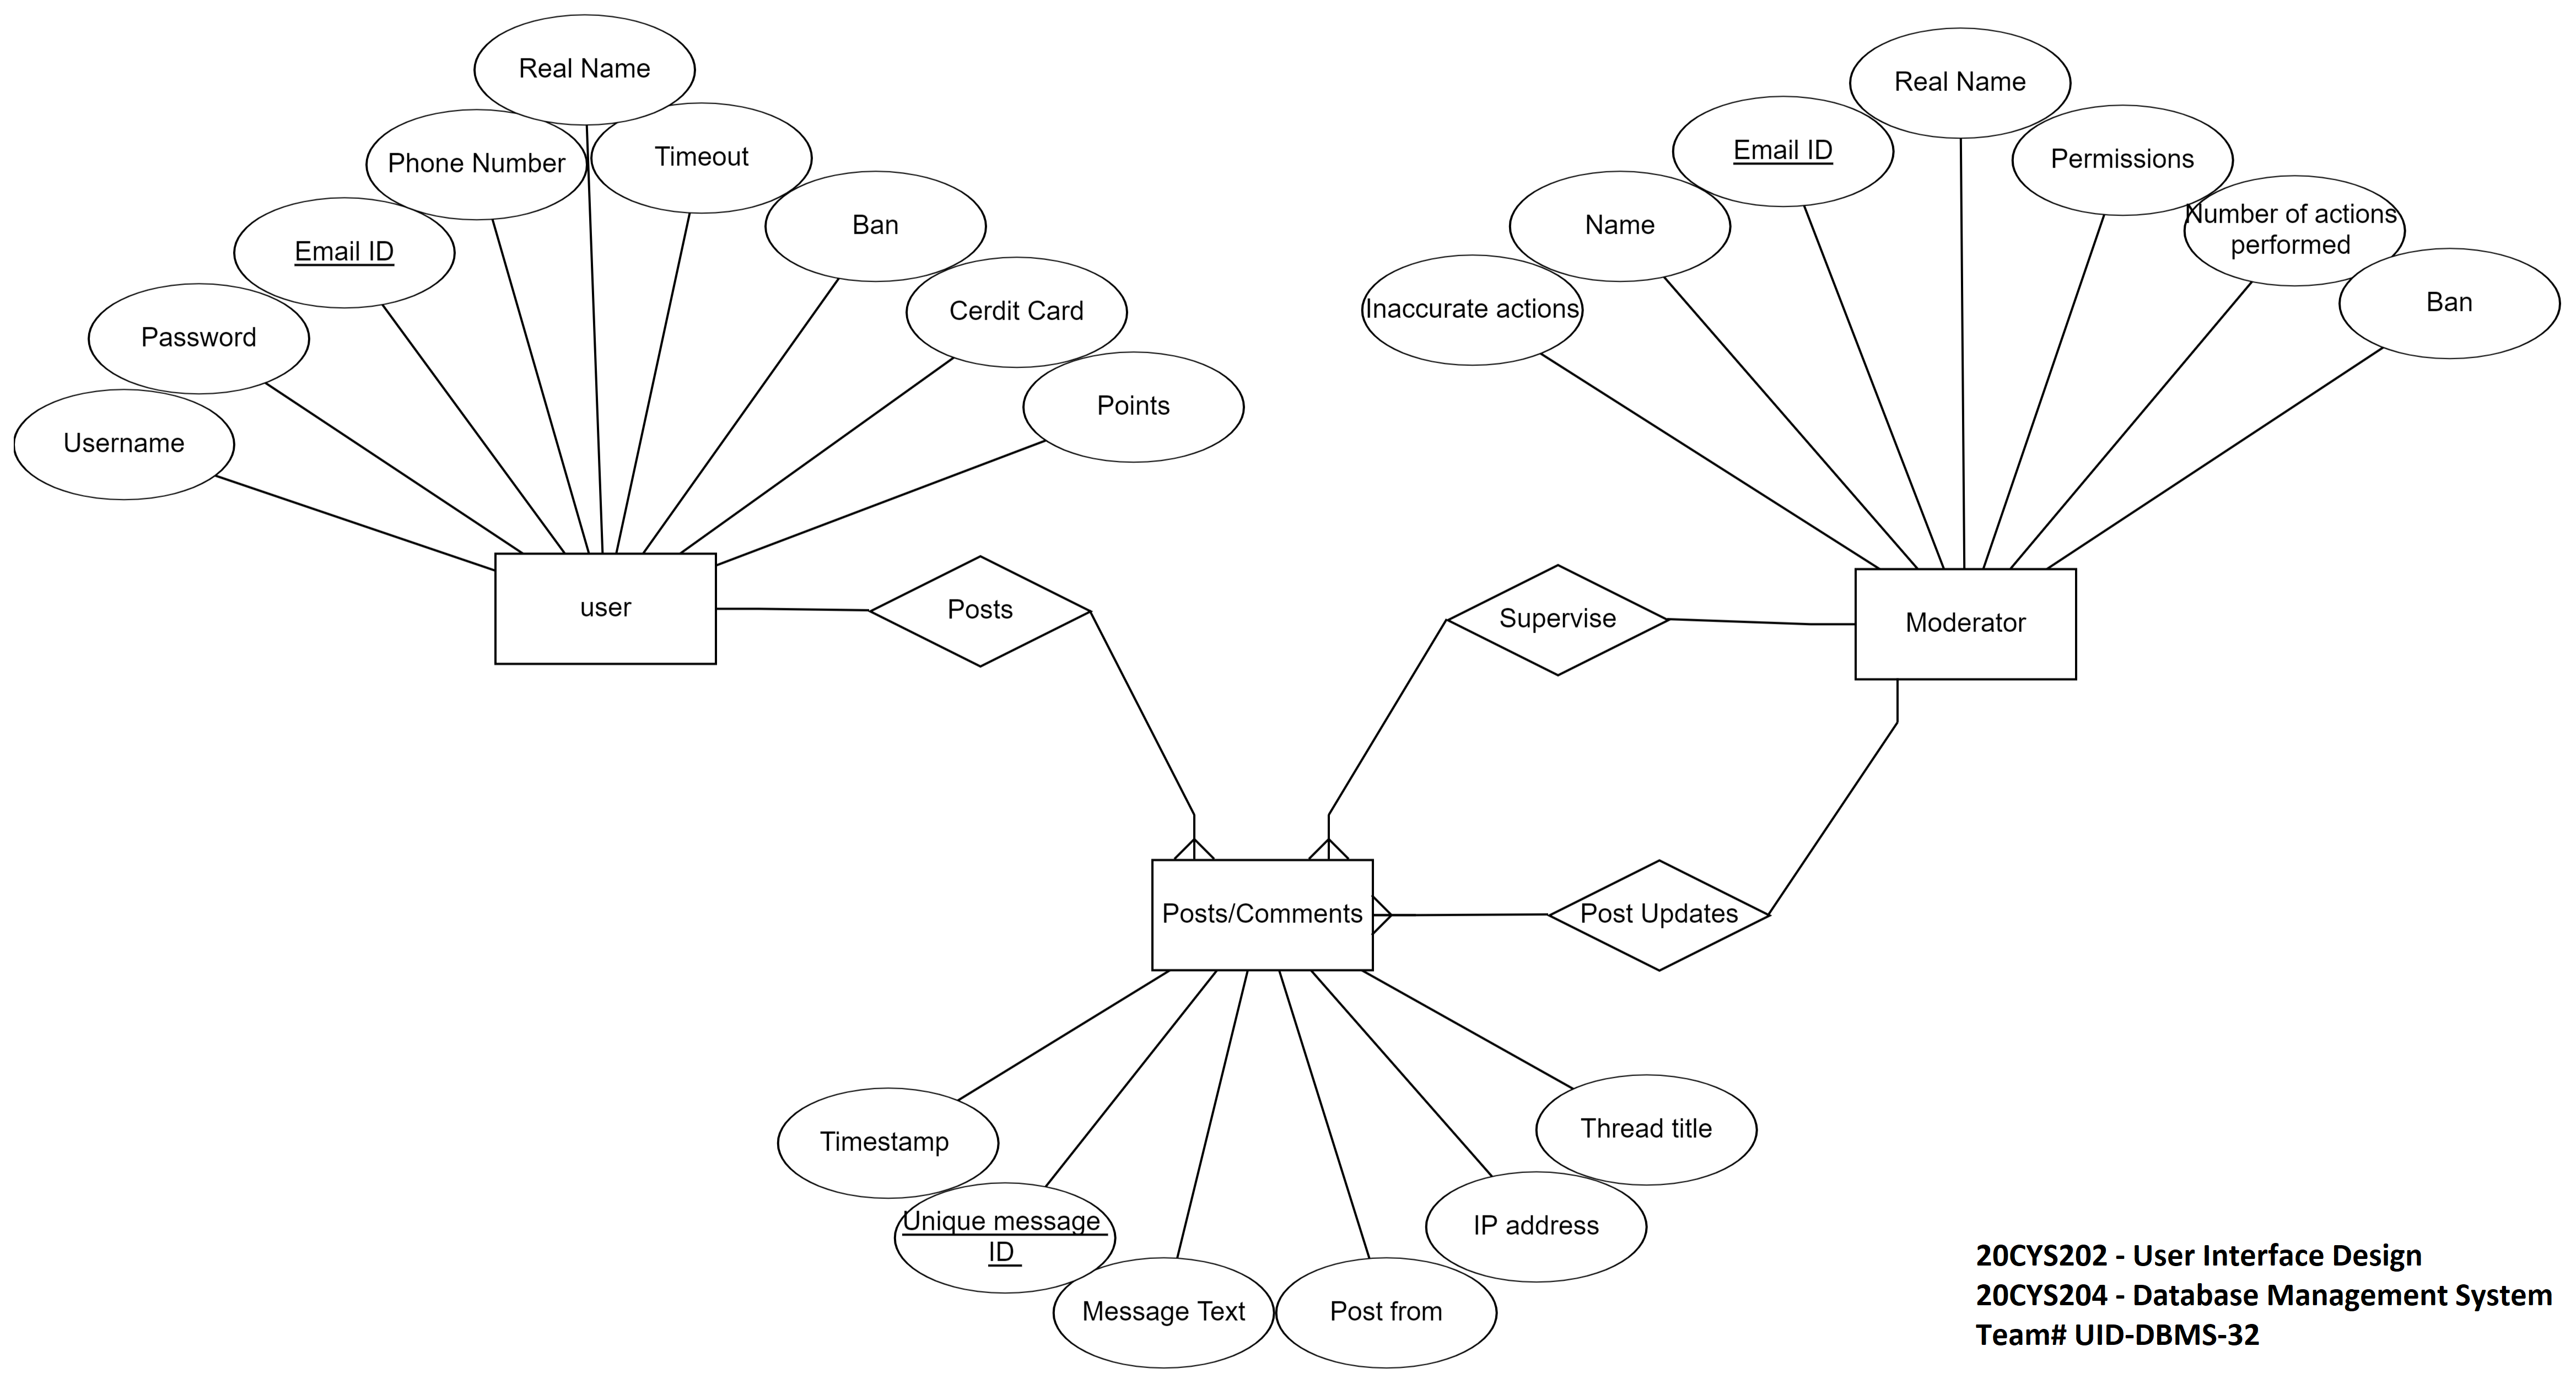 Real Name
Phone Number
Timeout
Email ID
Ban
Password
Cerdit Card
Username
Points
user
Posts
Real Name
Email ID
Permissions
Name
Number of actions
performed
Inaccurate actions
Ban
Supervise
Moderator
Posts/Comments
Post Updates
Timestamp
Unique message
ID
Message Text
Post from
IP address
Thread title
20CYS202 - User Interface Design
20CYS204 - Database Management System
Team# UID-DBMS-32